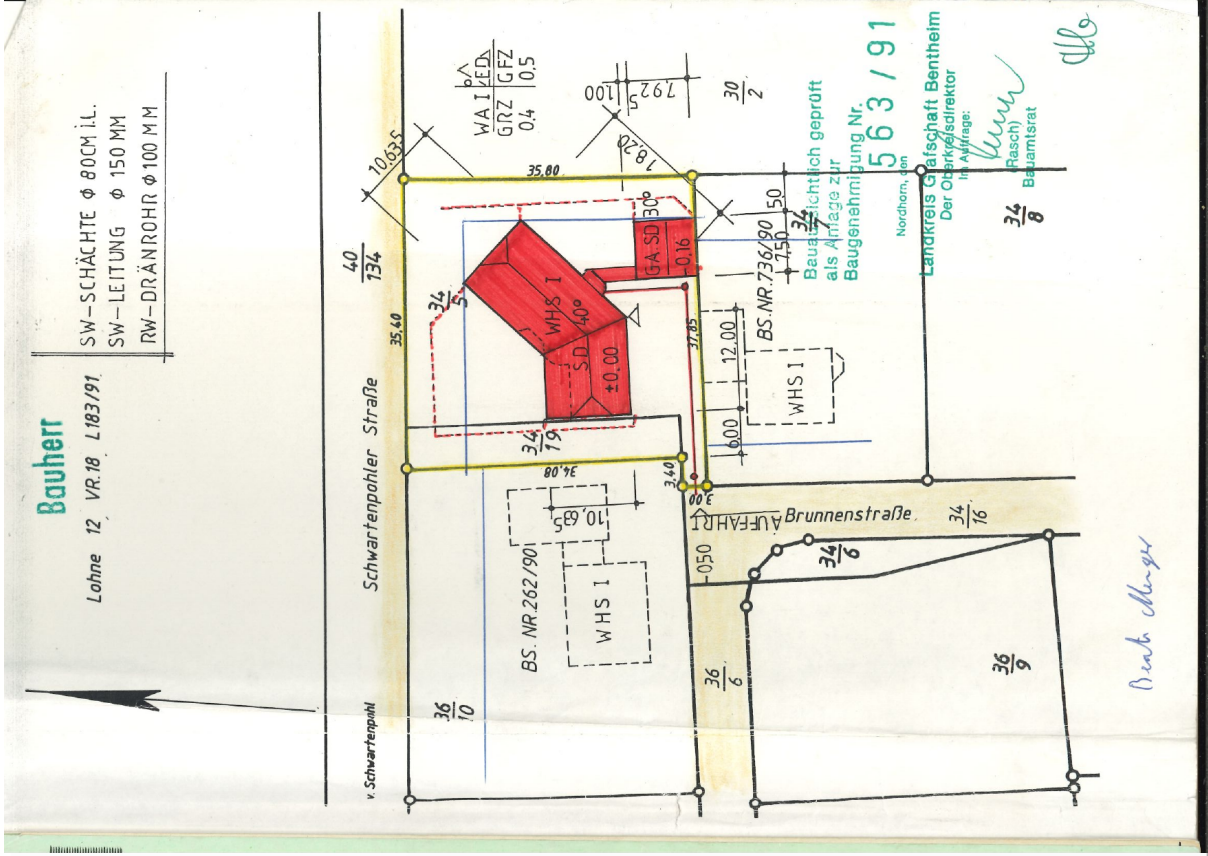 Bauherr
Lohne 12, VR.18 L183/91.
SW–SCHÄCHTE ϕ 80CM i.L.
SW–LEITUNG ϕ 150 MM
RW–DRÄNROHR ϕ 100 M M
v. Schwartenpohl
Schwartenpohler Straße
40
134
35,40
10,635
WA I ED
GRZ GFZ
0,4 0,5
35,80
18,20
1,00
7,92 5
30
2
36
10
34
5
34
19
34,08
3,40
3,00
37,85
WHS I
SD 40°
±0,00
GA. SD 30°
-0,16
10,635
BS. NR.262/90
WHS I
BS.NR.736/90
WHS I
6,00
12,00
7,50
50
34
AUFFAHRT
-0,50
Brunnenstraße
34
16
34
6
36
6
36
9
34
8
Bauaufsichtlich geprüft
als Anlage zur
Baugenehmigung Nr.
563/91
Nordhorn, den
Landkreis Grafschaft Bentheim
Der Oberkreisdirektor
Im Auftrage:
(Rasch)
Bauamtsrat